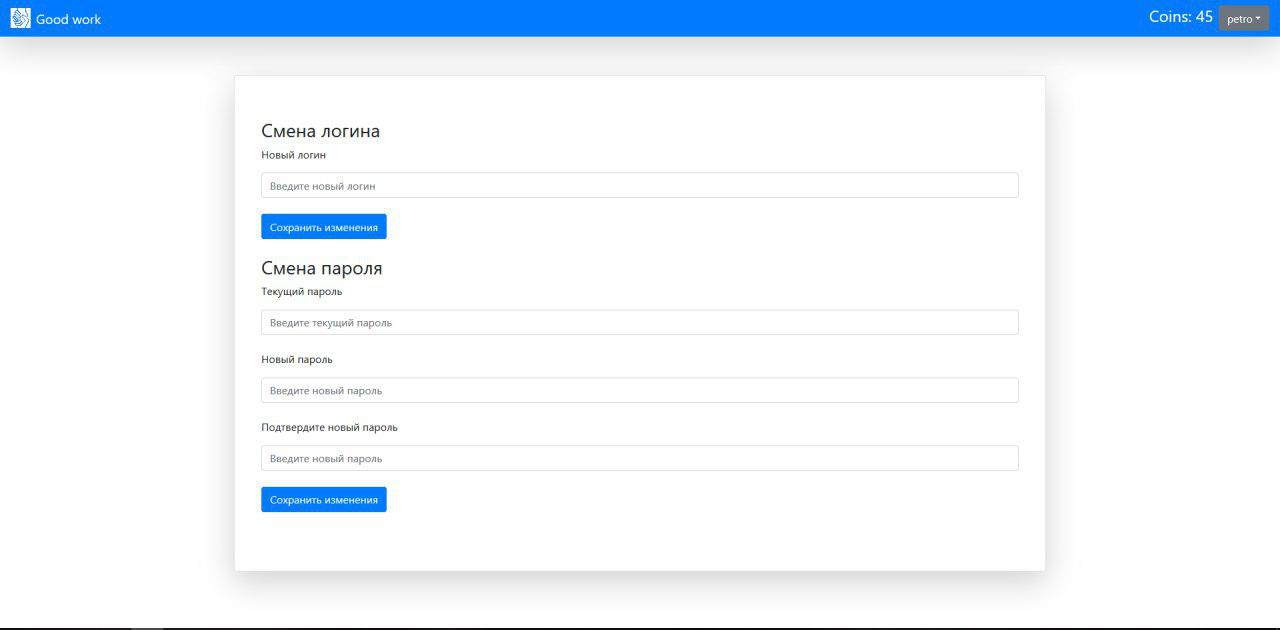 Good work
Coins: 45
petro
Смена логина
Новый логин
Введите новый логин
Сохранить изменения
Смена пароля
Текущий пароль
Введите текущий пароль
Новый пароль
Введите новый пароль
Подтвердите новый пароль
Введите новый пароль
Сохранить изменения